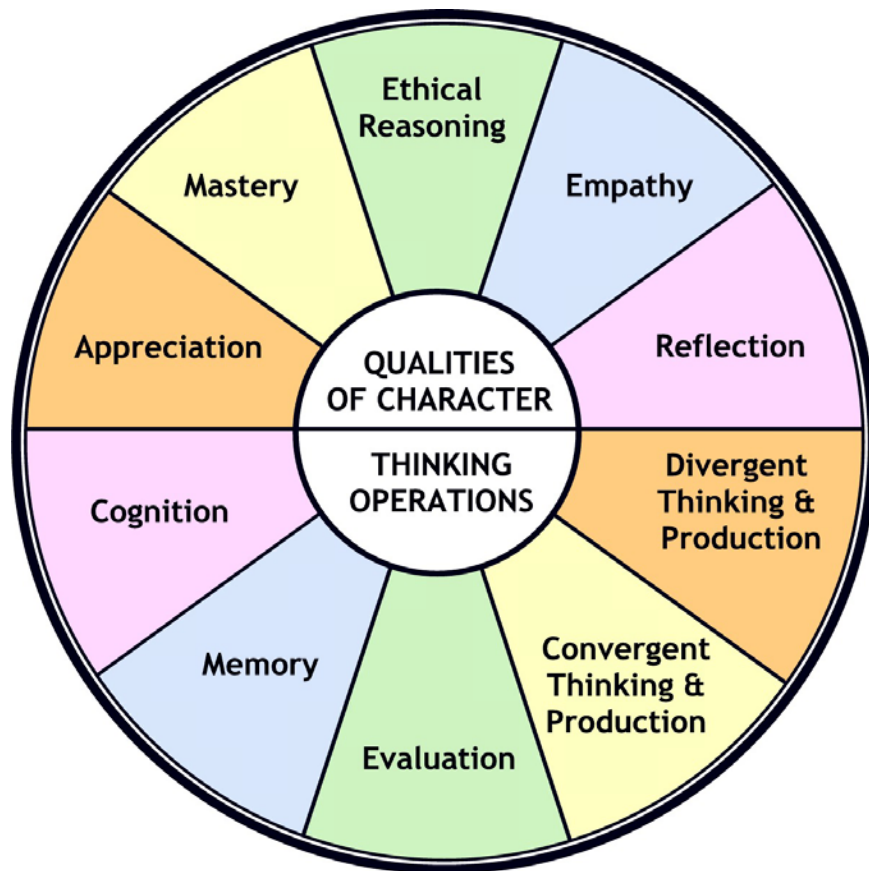 Ethical
Reasoning
Mastery
Empathy
Appreciation
Reflection
QUALITIES
OF CHARACTER
THINKING
OPERATIONS
Divergent
Thinking &
Production
Cognition
Memory
Convergent
Thinking &
Production
Evaluation